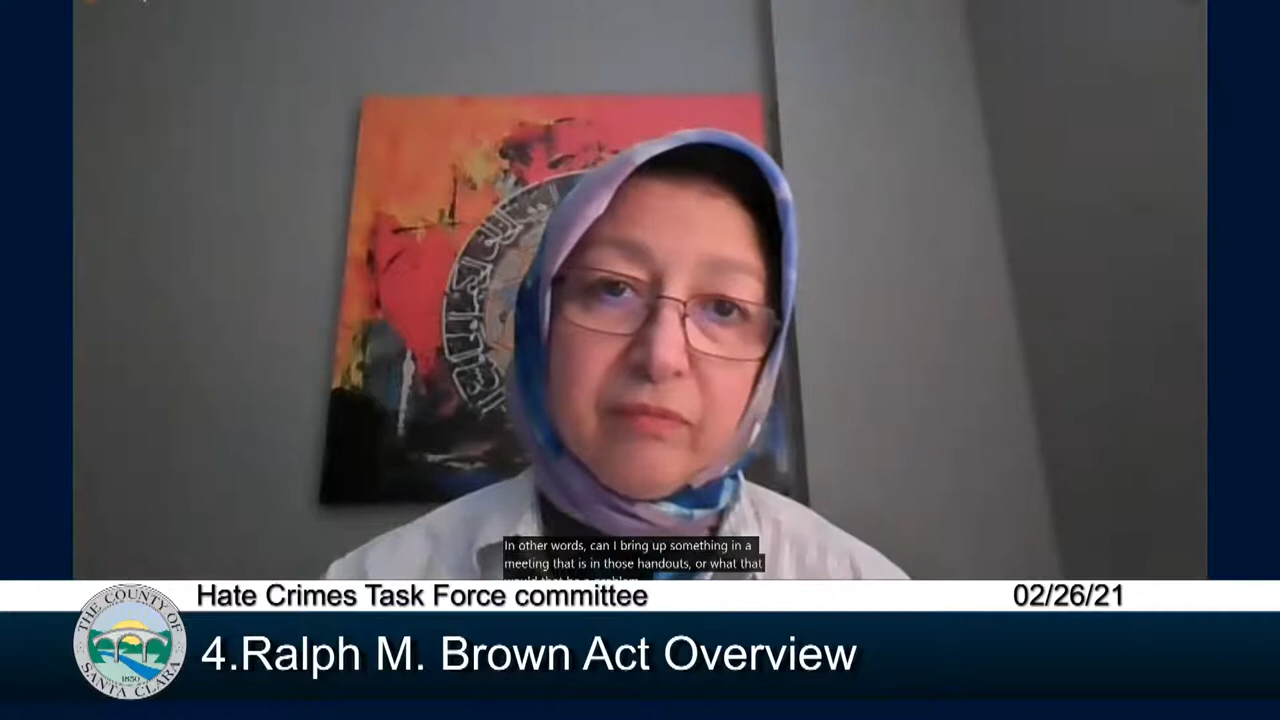 In other words, can I bring up something in a
meeting that is in those handouts, or what that
Hate Crimes Task Force committee
02/26/21
THE COUNTY OF
SANTA CLARA
1850
4.Ralph M. Brown Act Overview